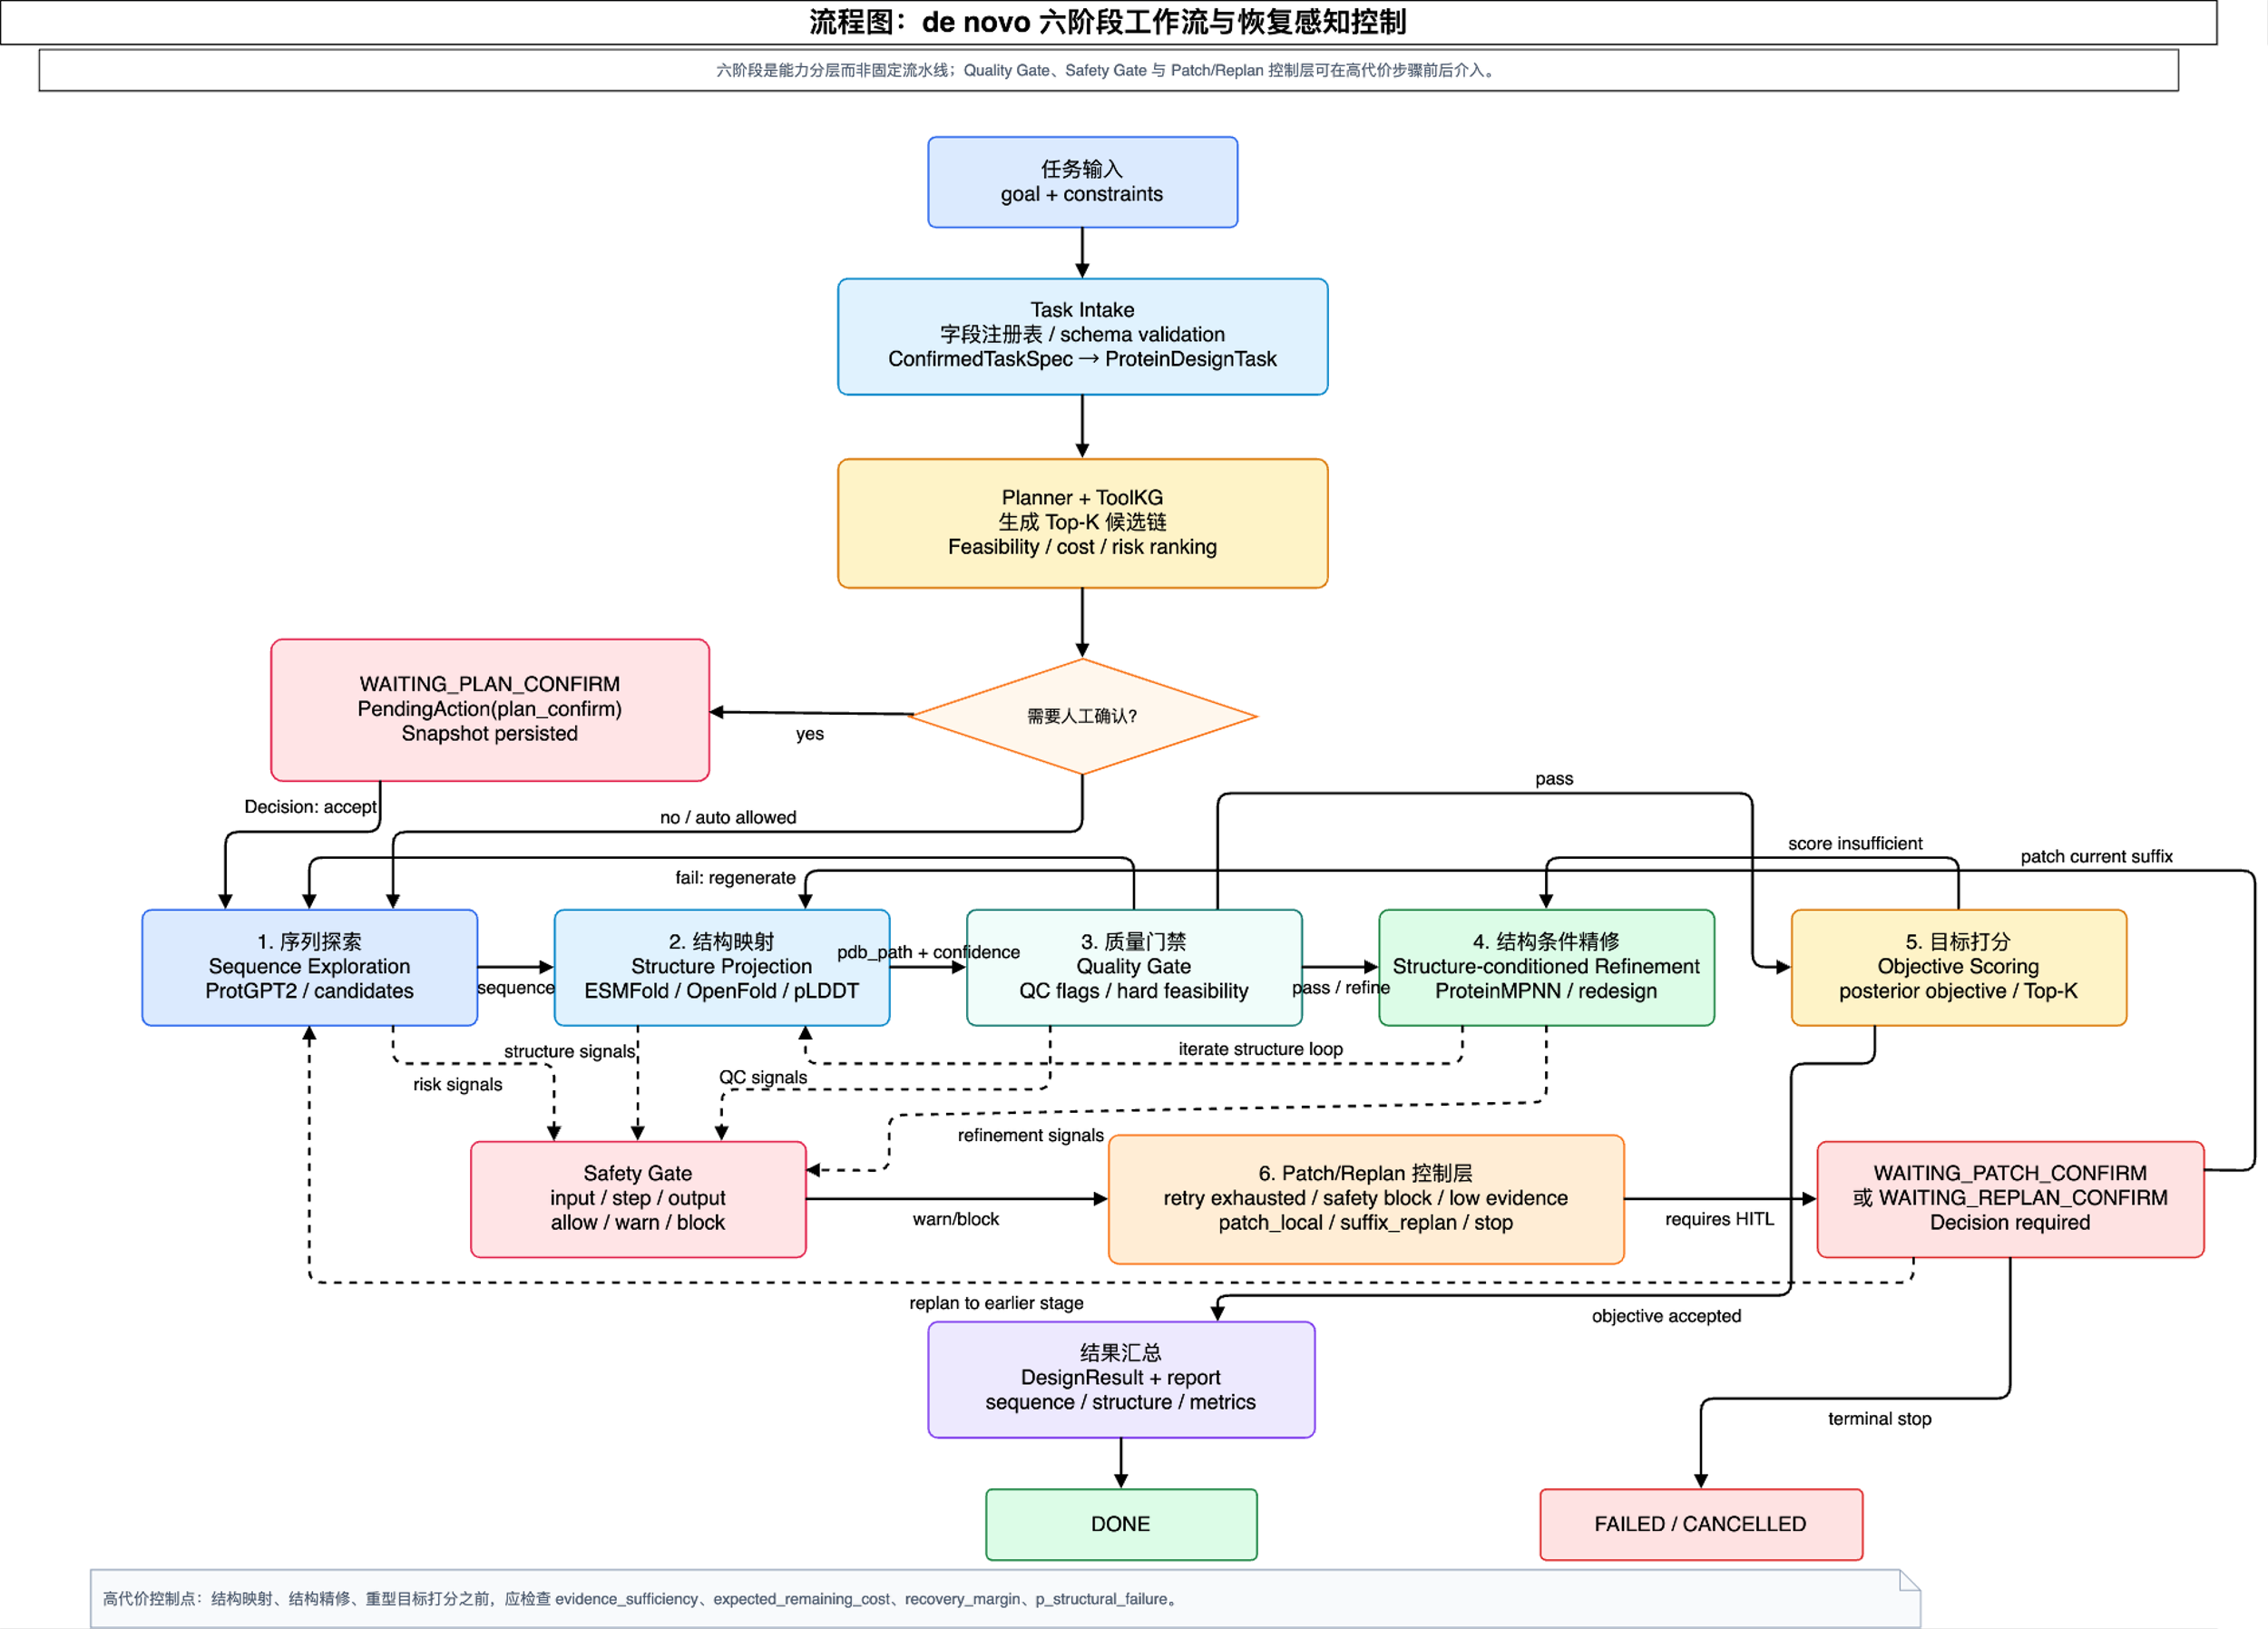 流程图：de novo 六阶段工作流与恢复感知控制
六阶段是能力分层而非固定流水线；Quality Gate、Safety Gate 与 Patch/Replan 控制层可在高代价步骤前后介入。
任务输入
goal + constraints
Task Intake
字段注册表 / schema validation
ConfirmedTaskSpec → ProteinDesignTask
Planner + ToolKG
生成 Top-K 候选链
Feasibility / cost / risk ranking
需要人工确认?
yes
WAITING_PLAN_CONFIRM
PendingAction(plan_confirm)
Snapshot persisted
Decision: accept
no / auto allowed
pass
score insufficient
patch current suffix
fail: regenerate
1. 序列探索
Sequence Exploration
ProtGPT2 / candidates
sequence
2. 结构映射
Structure Projection
ESMFold / OpenFold / pLDDT
pdb_path + confidence
3. 质量门禁
Quality Gate
QC flags / hard feasibility
pass / refine
4. 结构条件精修
Structure-conditioned Refinement
ProteinMPNN / redesign
5. 目标打分
Objective Scoring
posterior objective / Top-K
structure signals
iterate structure loop
risk signals
QC signals
refinement signals
Safety Gate
input / step / output
allow / warn / block
warn/block
6. Patch/Replan 控制层
retry exhausted / safety block / low evidence
patch_local / suffix_replan / stop
requires HITL
WAITING_PATCH_CONFIRM
或 WAITING_REPLAN_CONFIRM
Decision required
replan to earlier stage
objective accepted
结果汇总
DesignResult + report
sequence / structure / metrics
terminal stop
DONE
FAILED / CANCELLED
高代价控制点：结构映射、结构精修、重型目标打分之前，应检查 evidence_sufficiency、expected_remaining_cost、recovery_margin、p_structural_failure。